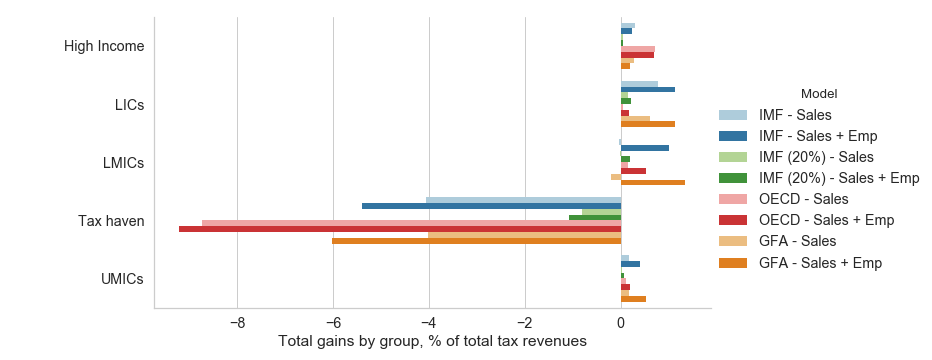 High Income
LICs
LMICs
Tax haven
UMICs
−8 −6 −4 −2 0
Total gains by group, % of total tax revenues
Model
IMF - Sales
IMF - Sales + Emp
IMF (20%) - Sales
IMF (20%) - Sales + Emp
OECD - Sales
OECD - Sales + Emp
GFA - Sales
GFA - Sales + Emp